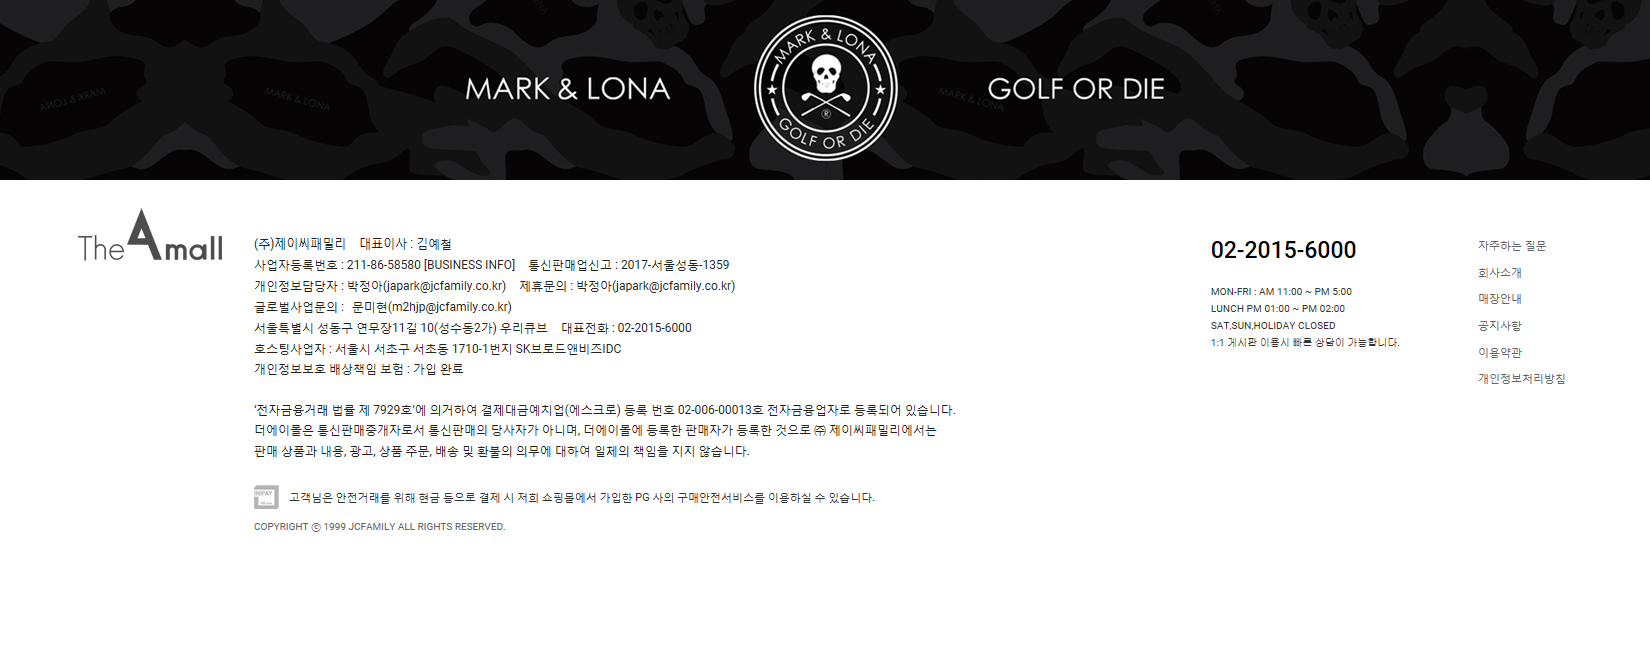 MARK & LONA
MARK & LONA
MARK & LONA
GOLF OR DIE
®
GOLF OR DIE
MARK & LONA
MARK & LONA
MARK & LONA
The Amall
(주)제이씨패밀리 대표이사 : 김예철
사업자등록번호 : 211-86-58580 [BUSINESS INFO] 통신판매업신고 : 2017-서울성동-1359
개인정보담당자 : 박정아(japark@jcfamily.co.kr) 제휴문의 : 박정아(japark@jcfamily.co.kr)
글로벌사업문의 : 문미현(m2hjp@jcfamily.co.kr)
서울특별시 성동구 연무장11길 10(성수동2가) 우리큐브 대표전화 : 02-2015-6000
호스팅사업자 : 서울시 서초구 서초동 1710-1번지 SK브로드앤비즈IDC
개인정보보호 배상책임 보험 : 가입 완료
‘전자금융거래 법률 제 7929호’에 의거하여 결제대금예치업(에스크로) 등록 번호 02-006-00013호 전자금융업자로 등록되어 있습니다.
더에이몰은 통신판매중개자로서 통신판매의 당사자가 아니며, 더에이몰에 등록한 판매자가 등록한 것으로 ㈜ 제이씨패밀리에서는
판매 상품과 내용, 광고, 상품 주문, 배송 및 환불의 의무에 대하여 일체의 책임을 지지 않습니다.
INIPAY
고객님은 안전거래를 위해 현금 등으로 결제 시 저희 쇼핑몰에서 가입한 PG 사의 구매안전서비스를 이용하실 수 있습니다.
COPYRIGHT ⓒ 1999 JCFAMILY ALL RIGHTS RESERVED.
02-2015-6000
MON-FRI : AM 11:00 ~ PM 5:00
LUNCH PM 01:00 ~ PM 02:00
SAT,SUN,HOLIDAY CLOSED
1:1 게시판 이용시 빠른 상담이 가능합니다.
자주하는 질문
회사소개
매장안내
공지사항
이용약관
개인정보처리방침